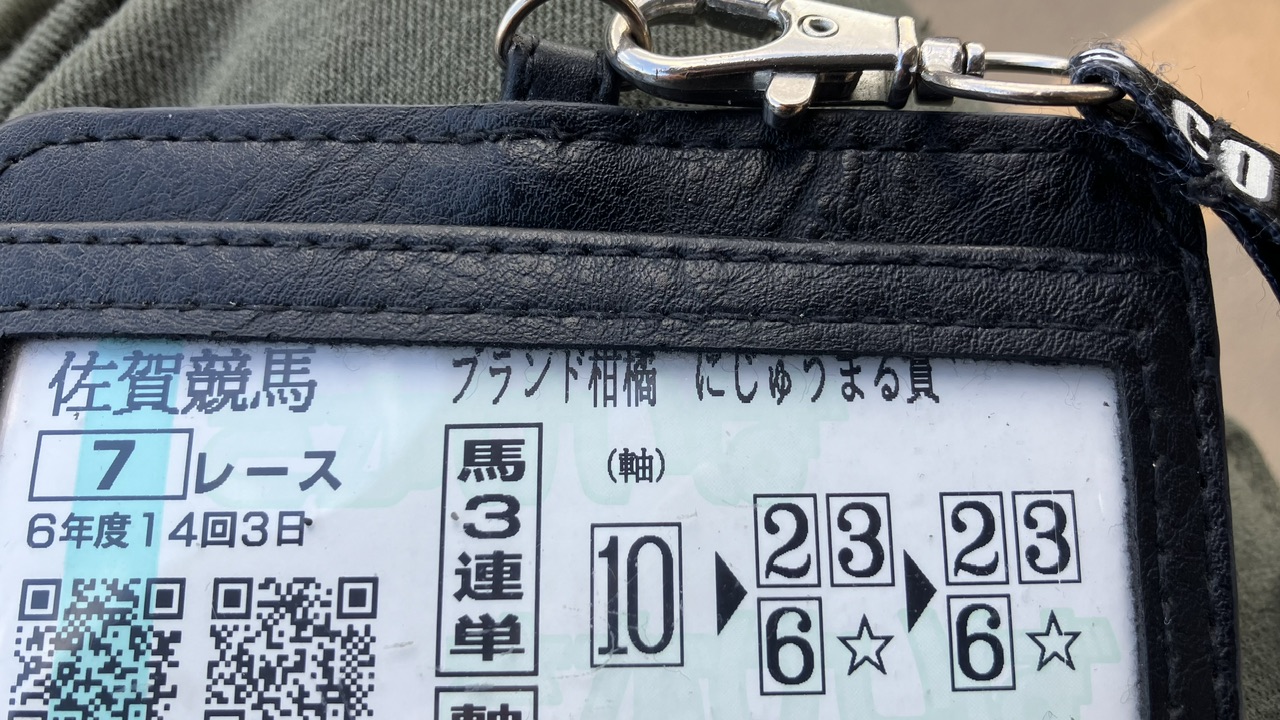 CO
佐賀競馬
ブランド柑橘 にじゅうまる賞
7 レース
6年度14回3日
馬3連単
(軸)
10 ▶ 2 3 ▶ 2 3
6 ☆ 6 ☆
軸